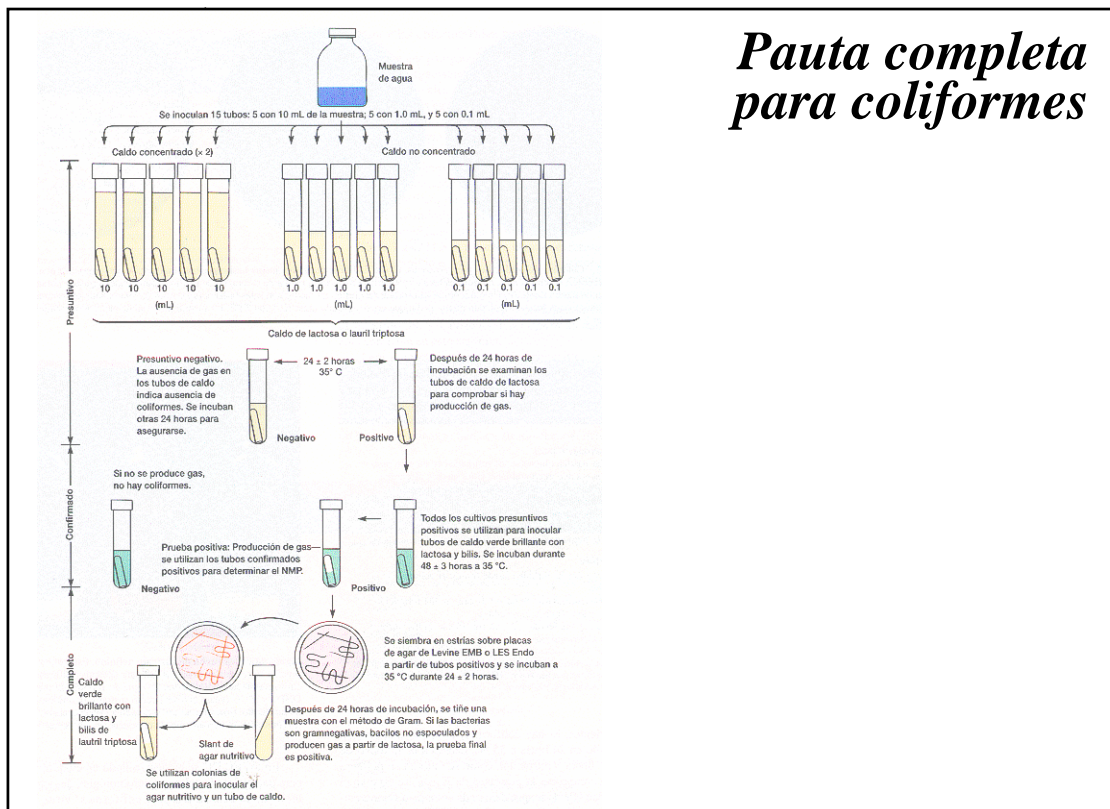 Pauta completa
para coliformes
Muestra
de agua
Se inoculan 15 tubos: 5 con 10 mL de la muestra; 5 con 1.0 mL, y 5 con 0.1 mL
Caldo concentrado (× 2)
Caldo no concentrado
10 10 10 10 10
1.0 1.0 1.0 1.0 1.0
0.1 0.1 0.1 0.1 0.1
(mL)
(mL)
(mL)
Presuntivo
Caldo de lactosa o lauril triptosa
Presuntivo negativo.
La ausencia de gas en
los tubos de caldo
indica ausencia de
coliformes. Se incuban
otras 24 horas para
asegurarse.
24 ± 2 horas
35° C
Después de 24 horas de
incubación se examinan los
tubos de caldo de lactosa
para comprobar si hay
producción de gas.
Negativo
Positivo
Confirmado
Si no se produce gas,
no hay coliformes.
Prueba positiva: Producción de gas
se utilizan los tubos confirmados
positivos para determinar el NMP.
Todos los cultivos presuntivos
positivos se utilizan para inocular
tubos de caldo verde brillante con
lactosa y bilis. Se incuban durante
48 ± 3 horas a 35 °C.
Negativo
Positivo
Completo
Se siembra en estrías sobre placas
de agar de Levine EMB o LES Endo
a partir de tubos positivos y se incuban a
35 °C durante 24 ± 2 horas.
Caldo
verde
brillante con
lactosa y
bilis de
lautril triptosa
Slant de
agar nutritivo
Después de 24 horas de incubación, se tiñe una
muestra con el método de Gram. Si las bacterias
son gramnegativas, bacilos no espoculados y
producen gas a partir de lactosa, la prueba final
es positiva.
Se utilizan colonias de
coliformes para inocular el
agar nutritivo y un tubo de caldo.